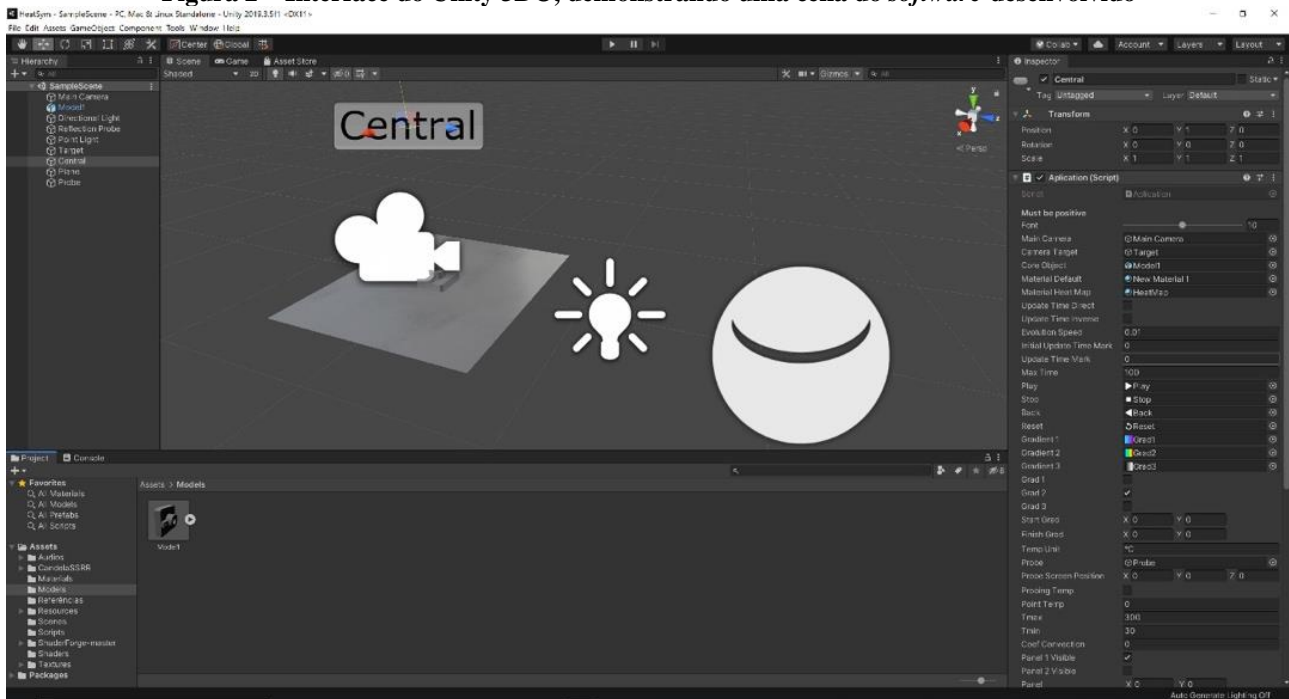 Figura 2 – Interface do Unity 3D®, demonstrando uma cena do software desenvolvido
HeatSym - SampleScene - PC, Mac & Linux Standalone - Unity 2019.3.5f1 <DX11>
File Edit Assets GameObject Component Tools Window Help
Center Global
Collab Account Layers Layout
Hierarchy
All
SampleScene
Main Camera
Model1
Directional Light
Reflection Probe
Point Light
Target
Central
Plane
Probe
Scene Game Asset Store
Shaded 2D Gizmos All
Central
y
z
x
Persp
Project Console
Favorites
All Materials
All Models
All Prefabs
All Scripts
Assets
Audios
CandelaSSRR
Materials
Models
Referências
Resources
Scenes
Scripts
ShaderForge-master
Shaders
Textures
Packages
Assets > Models
Model1
Inspector
Central Static
Tag Untagged Layer Default
Transform
Position X 0 Y 1 Z 0
Rotation X 0 Y 0 Z 0
Scale X 1 Y 1 Z 1
Aplication (Script)
Script Aplication
Must be positive
Font 10
Main Camera Main Camera
Camera Target Target
Core Object Model1
Material Default New Material 1
Material Heat Map HeatMap
Update Time Direct
Update Time Inverse
Evolution Speed 0.01
Initial Update Time Mark 0
Update Time Mark 0
Max Time 100
Play Play
Stop Stop
Back Back
Reset Reset
Gradient 1 Grad1
Gradient 2 Grad2
Gradient 3 Grad3
Grad 1
Grad 2
Grad 3
Start Grad X 0 Y 0
Finish Grad X 0 Y 0
Temp Unit °C
Probe Probe
Probe Screen Position X 0 Y 0 Z 0
Probing Temp
Point Temp 0
Tmax 300
Tmin 30
Coef Convection 0
Panel 1 Visible
Panel 2 Visible
Panel X 0 Y 0
Auto Generate Lighting Off